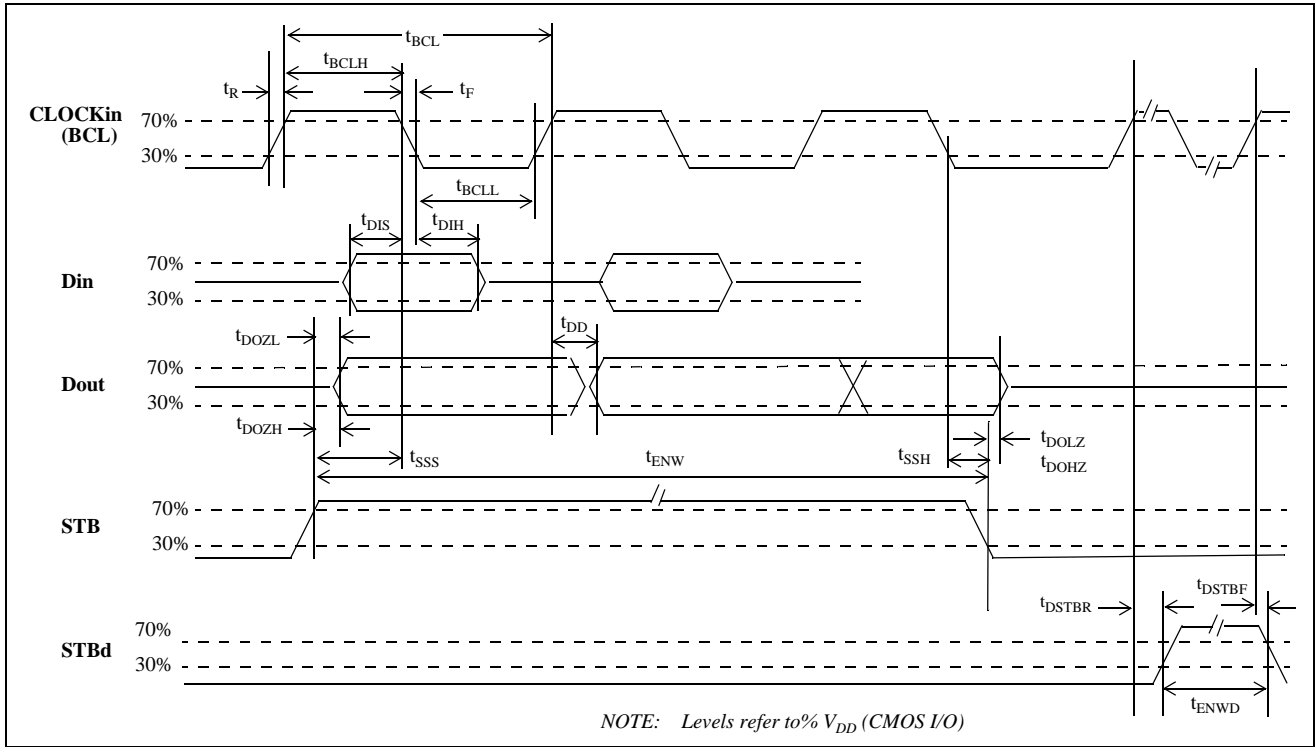 tBCL
tBCLH
tR
tF
CLOCKin
(BCL)
70%
30%
tBCLL
tDIS
tDIH
70%
Din
30%
tDD
tDOZL
70%
Dout
30%
tDOZH
tSSS
tENW
tSSH
tDOLZ
tDOHZ
70%
STB
30%
tDSTBR
tDSTBF
70%
STBd
30%
tENWD
NOTE: Levels refer to% VDD (CMOS I/O)